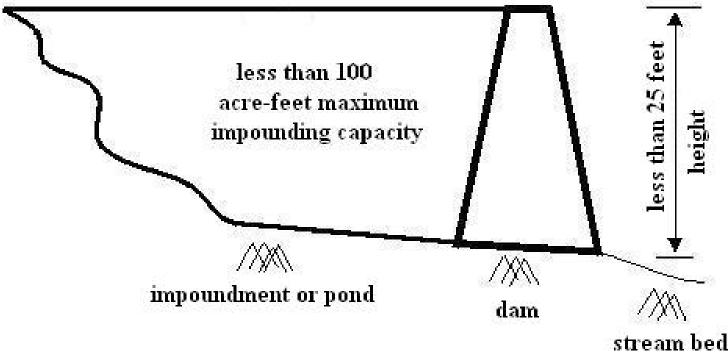 less than 100
acre-feet maximum
impounding capacity
less than 25 feet
height
impoundment or pond
dam
stream bed